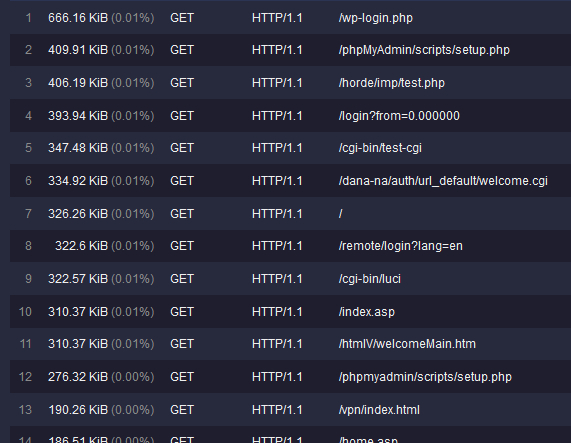 1 666.16 KiB (0.01%) GET HTTP/1.1 /wp-login.php
2 409.91 KiB (0.01%) GET HTTP/1.1 /phpMyAdmin/scripts/setup.php
3 406.19 KiB (0.01%) GET HTTP/1.1 /horde/imp/test.php
4 393.94 KiB (0.01%) GET HTTP/1.1 /login?from=0.000000
5 347.48 KiB (0.01%) GET HTTP/1.1 /cgi-bin/test-cgi
6 334.92 KiB (0.01%) GET HTTP/1.1 /dana-na/auth/url_default/welcome.cgi
7 326.26 KiB (0.01%) GET HTTP/1.1 /
8 322.6 KiB (0.01%) GET HTTP/1.1 /remote/login?lang=en
9 322.57 KiB (0.01%) GET HTTP/1.1 /cgi-bin/luci
10 310.37 KiB (0.01%) GET HTTP/1.1 /index.asp
11 310.37 KiB (0.01%) GET HTTP/1.1 /htmlV/welcomeMain.htm
12 276.32 KiB (0.00%) GET HTTP/1.1 /phpmyadmin/scripts/setup.php
13 190.26 KiB (0.00%) GET HTTP/1.1 /vpn/index.html
14 186.51 KiB (0.00%) GET HTTP/1.1 /home.asp